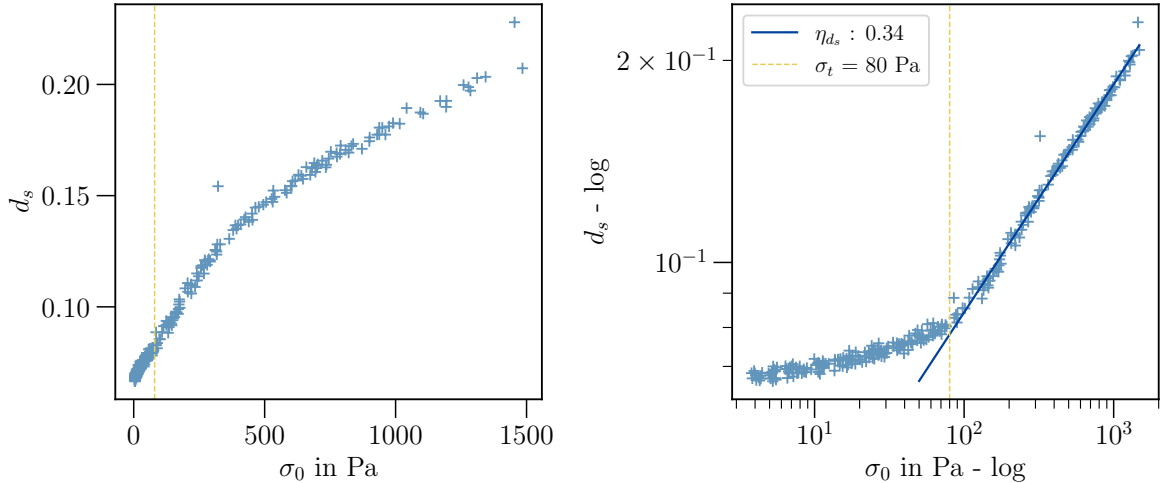 0.20
0.15
0.10
d_s
0
500
1000
1500
σ_0 in Pa
η_{d_s} : 0.34
σ_t = 80 Pa
2 × 10^{-1}
10^{-1}
d_s - log
10^1
10^2
10^3
σ_0 in Pa - log